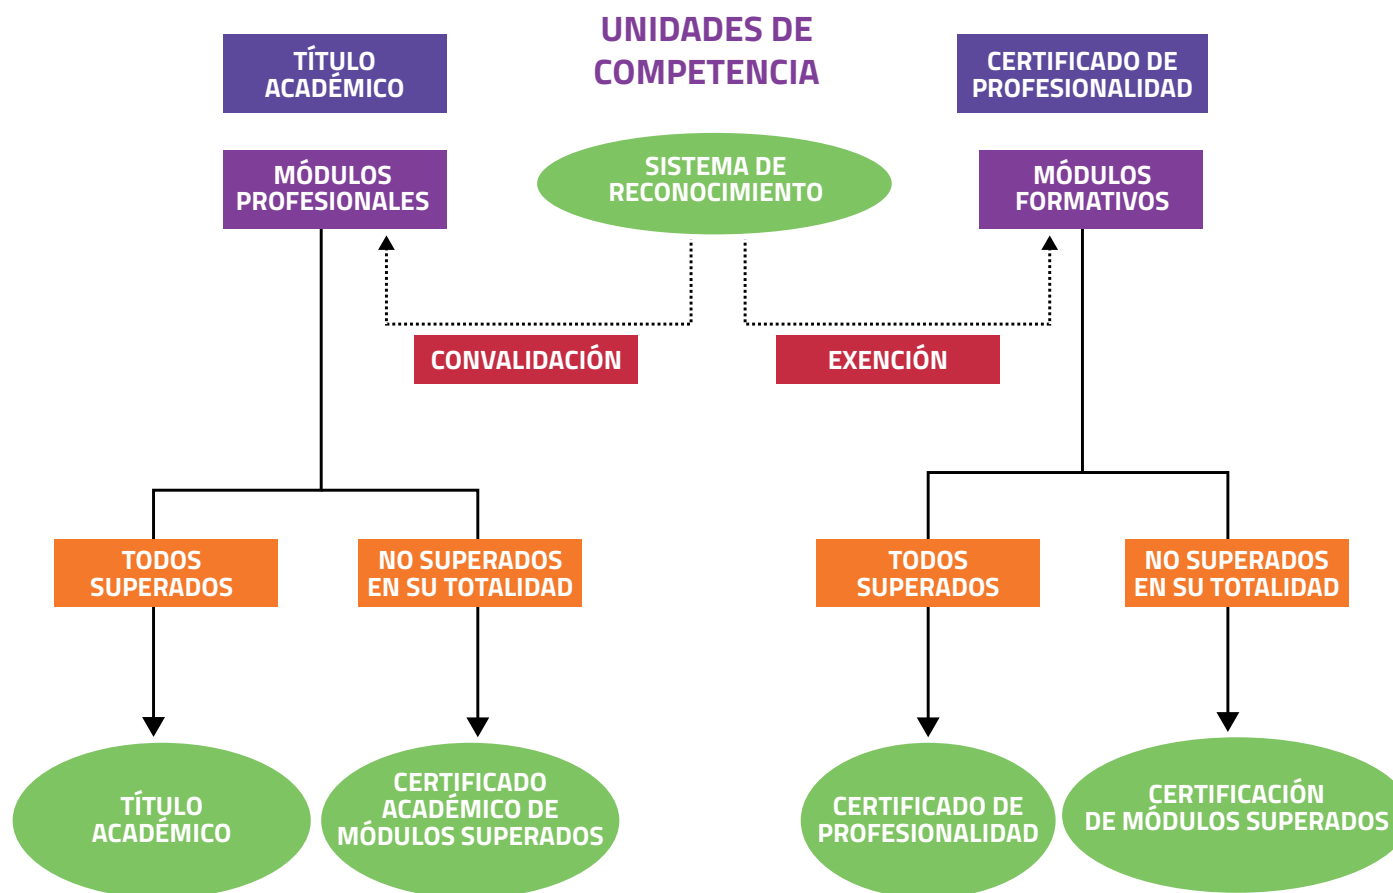 UNIDADES DE
COMPETENCIA
TÍTULO
ACADÉMICO
CERTIFICADO DE
PROFESIONALIDAD
MÓDULOS
PROFESIONALES
SISTEMA DE
RECONOCIMIENTO
MÓDULOS
FORMATIVOS
CONVALIDACIÓN
EXENCIÓN
TODOS
SUPERADOS
NO SUPERADOS
EN SU TOTALIDAD
TODOS
SUPERADOS
NO SUPERADOS
EN SU TOTALIDAD
TÍTULO
ACADÉMICO
CERTIFICADO
ACADÉMICO DE
MÓDULOS SUPERADOS
CERTIFICADO DE
PROFESIONALIDAD
CERTIFICACIÓN
DE MÓDULOS SUPERADOS